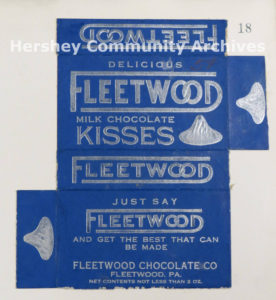 Hershey Community Archives
18
FLEETWOOD
DELICIOUS
FLEETWOOD
MILK CHOCOLATE
KISSES
FLEETWOOD
JUST SAY
FLEETWOOD
AND GET THE BEST THAT CAN
BE MADE
FLEETWOOD CHOCOLATE CO
FLEETWOOD, PA.
NET CONTENTS NOT LESS THAN 2 OZ.